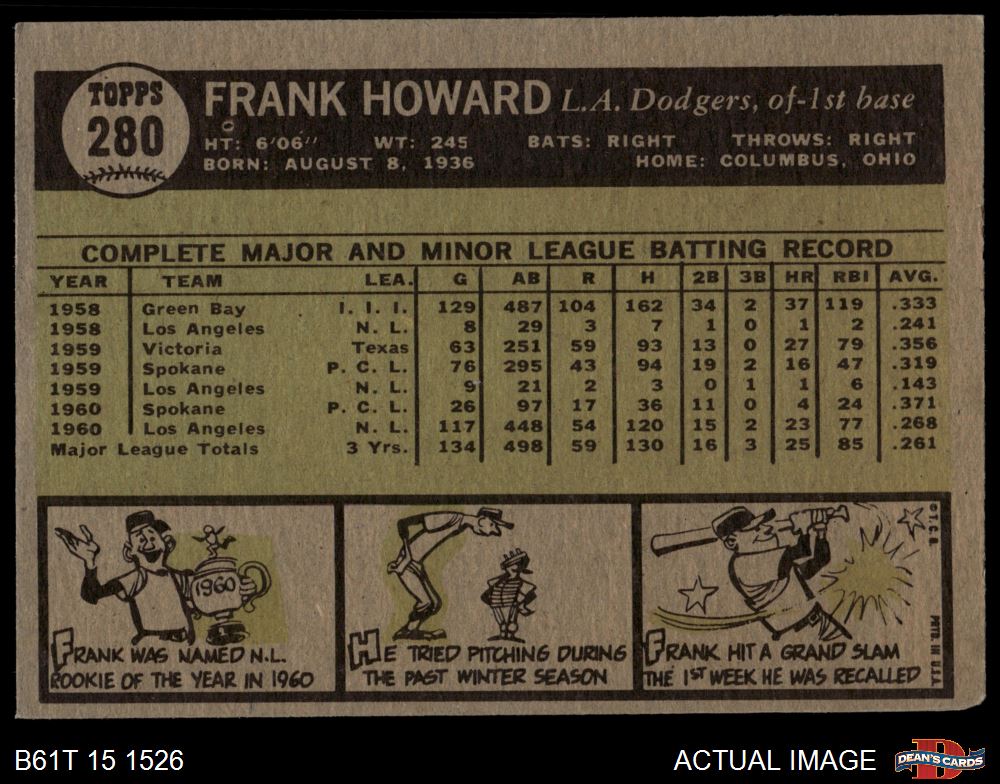 TOPPS
280
FRANK HOWARD L.A. Dodgers, of-1st base
HT: 6'06" WT: 245 BATS: RIGHT THROWS: RIGHT
BORN: AUGUST 8, 1936 HOME: COLUMBUS, OHIO
COMPLETE MAJOR AND MINOR LEAGUE BATTING RECORD
YEAR TEAM LEA. G AB R H 2B 3B HR RBI AVG.
1958 Green Bay I. I. I. 129 487 104 162 34 2 37 119 .333
1958 Los Angeles N. L. 8 29 3 7 1 0 1 2 .241
1959 Victoria Texas 63 251 59 93 13 0 27 79 .356
1959 Spokane P. C. L. 76 295 43 94 19 2 16 47 .319
1959 Los Angeles N. L. 9 21 2 3 0 1 1 6 .143
1960 Spokane P. C. L. 26 97 17 36 11 0 4 24 .371
1960 Los Angeles N. L. 117 448 54 120 15 2 23 77 .268
Major League Totals 3 Yrs. 134 498 59 130 16 3 25 85 .261
1960
FRANK WAS NAMED N.L.
ROOKIE OF THE YEAR IN 1960
HE TRIED PITCHING DURING
THE PAST WINTER SEASON
FRANK HIT A GRAND SLAM
THE 1ST WEEK HE WAS RECALLED
© T.C.G.
PRTD. IN U.S.A.
B61T 15 1526
ACTUAL IMAGE
DEAN'S CARDS